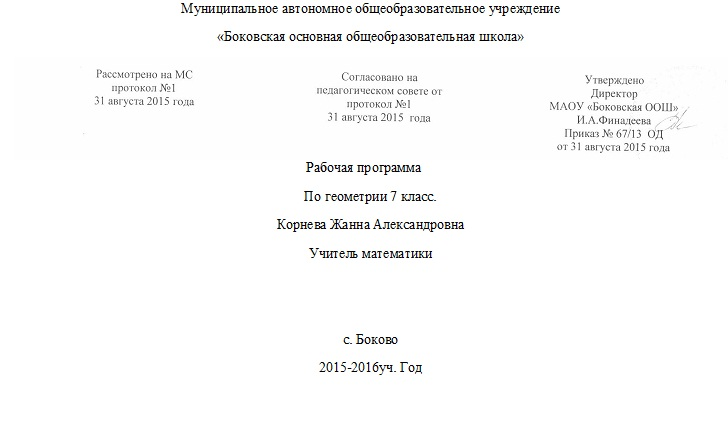 Муниципальное автономное общеобразовательное учреждение
«Боковская основная общеобразовательная школа»
Рассмотрено на МС
протокол №1
31 августа 2015 года
Согласовано на
педагогическом совете от
протокол №1
31 августа 2015 года
Утверждено
Директор
МАОУ «Боковская ООШ»
И.А.Финадеева
Приказ № 67/13 ОД
от 31 августа 2015 года
Рабочая программа
По геометрии 7 класс.
Корнева Жанна Александровна
Учитель математики
с. Боково
2015-2016уч. Год